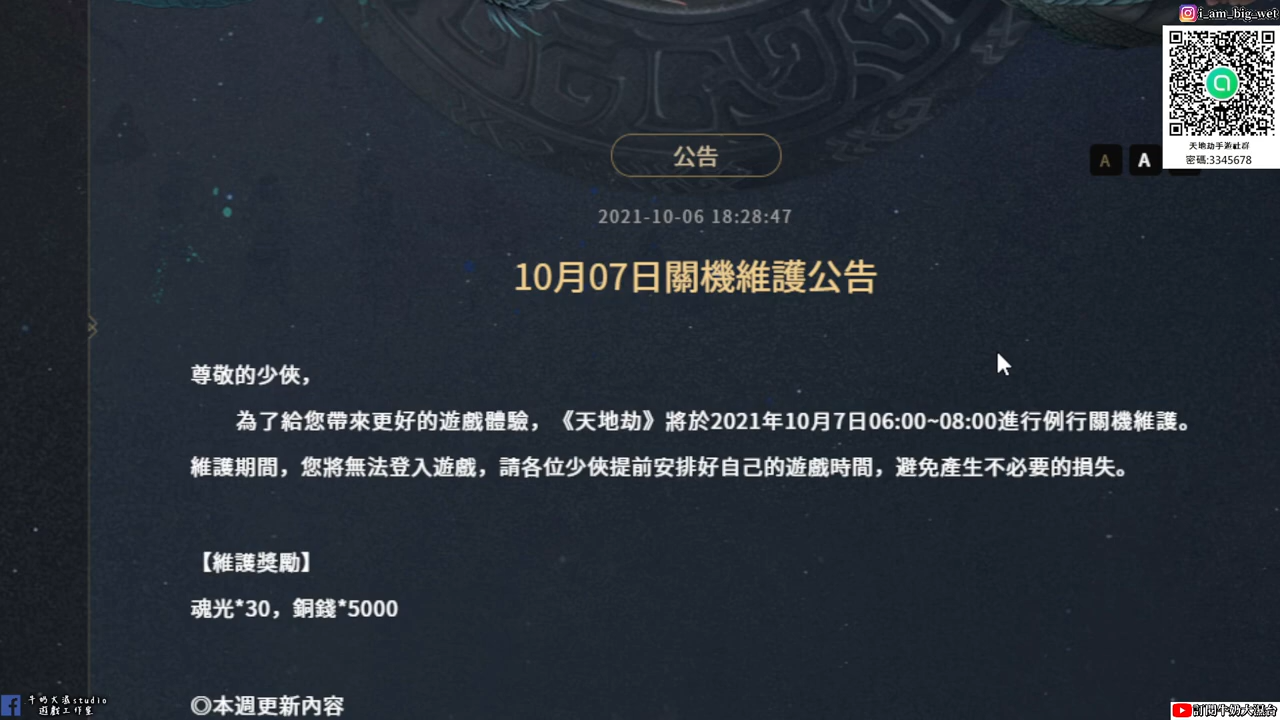 i_am_big_wet
天地劫手遊社群
密碼:3345678
公告
A A
2021-10-06 18:28:47
10月07日關機維護公告
尊敬的少俠，
為了給您帶來更好的遊戲體驗，《天地劫》將於2021年10月7日06:00~08:00進行例行關機維護。
維護期間，您將無法登入遊戲，請各位少俠提前安排好自己的遊戲時間，避免產生不必要的損失。
【維護獎勵】
魂光*30，銅錢*5000
◎本週更新內容
牛奶大濕studio
遊戲工作室
訂閱牛奶大濕台